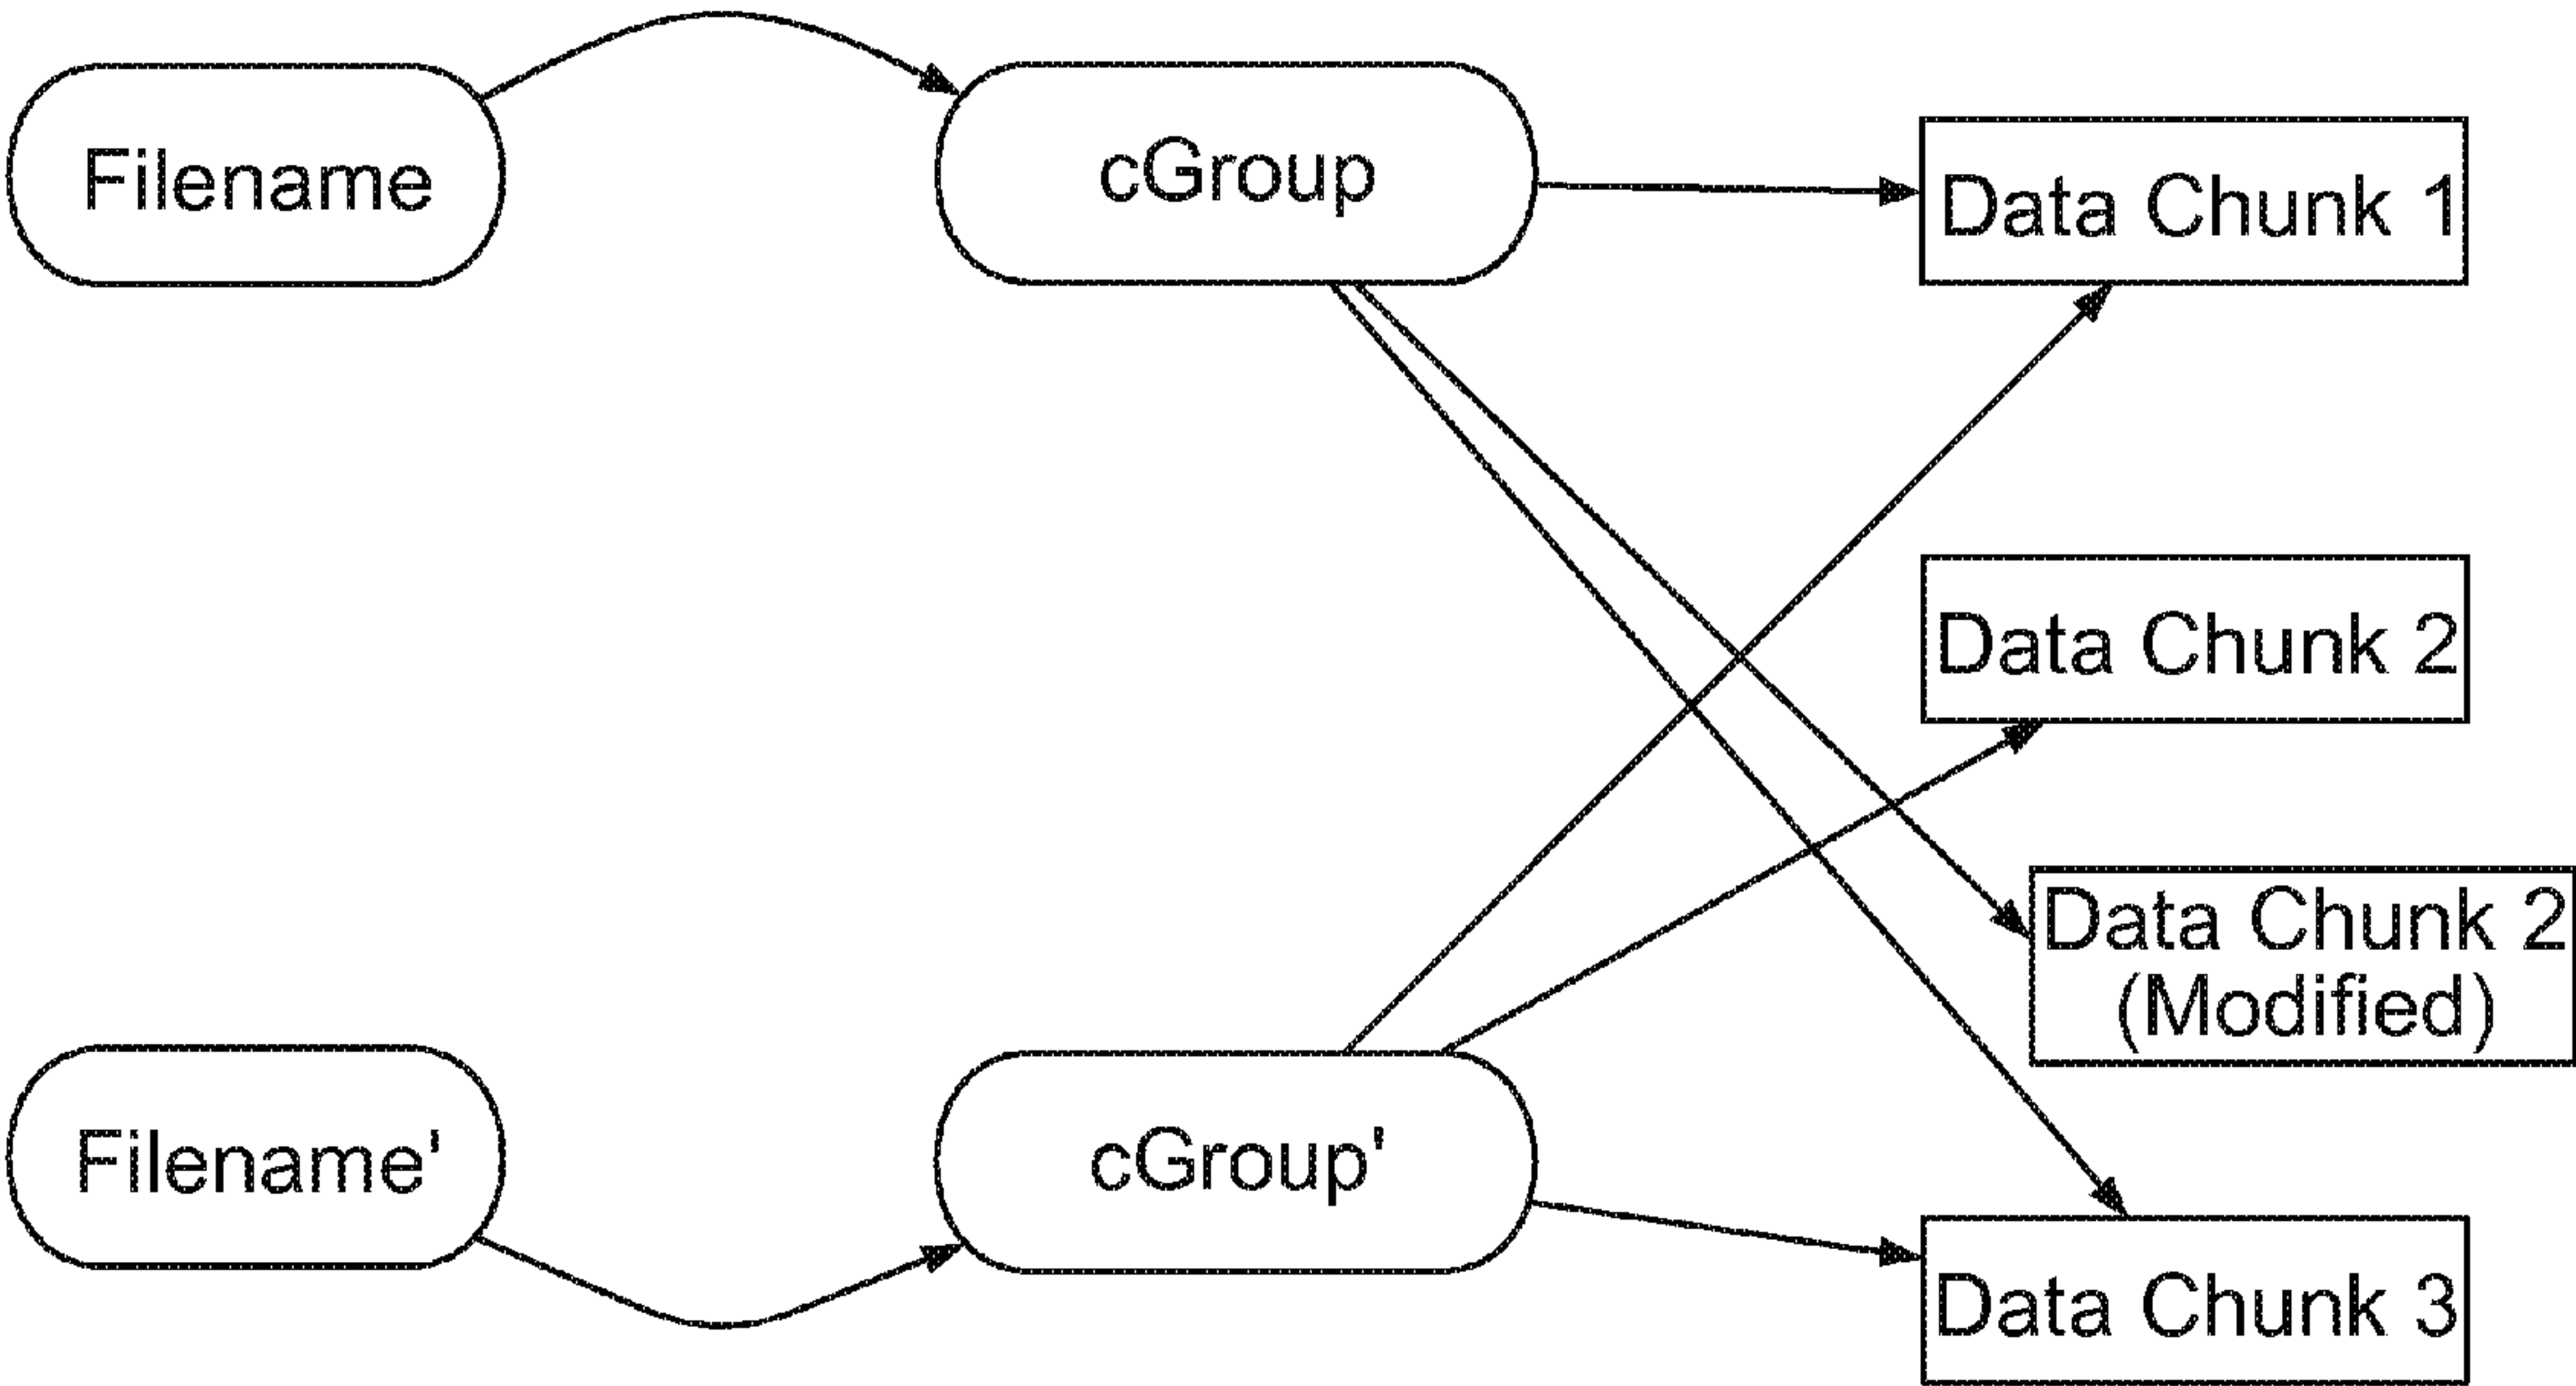 Filename
cGroup
Data Chunk 1
Data Chunk 2
Data Chunk 2
(Modified)
Filename'
cGroup'
Data Chunk 3